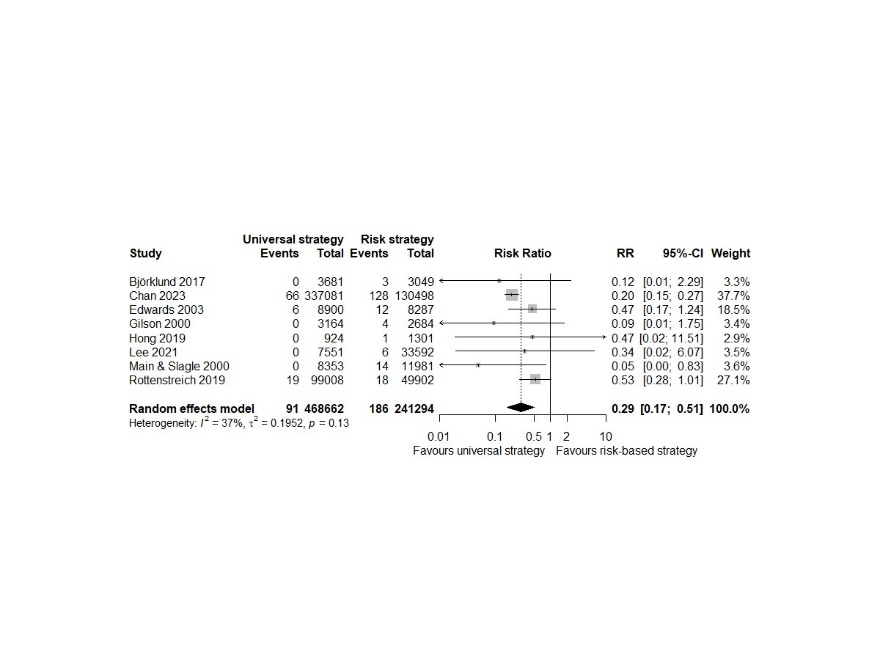 Universal strategy Risk strategy
Study Events Total Events Total Risk Ratio RR 95%-CI Weight
Björklund 2017 0 3681 3 3049 0.12 [0.01; 2.29] 3.3%
Chan 2023 66 337081 128 130498 0.20 [0.15; 0.27] 37.7%
Edwards 2003 6 8900 12 8287 0.47 [0.17; 1.24] 18.5%
Gilson 2000 0 3164 4 2684 0.09 [0.01; 1.75] 3.4%
Hong 2019 0 924 1 1301 0.47 [0.02; 11.51] 2.9%
Lee 2021 0 7551 6 33592 0.34 [0.02; 6.07] 3.5%
Main & Slagle 2000 0 8353 14 11981 0.05 [0.00; 0.83] 3.6%
Rottenstreich 2019 19 99008 18 49902 0.53 [0.28; 1.01] 27.1%
Random effects model 91 468662 186 241294 0.29 [0.17; 0.51] 100.0%
Heterogeneity: I² = 37%, τ² = 0.1952, p = 0.13
0.01 0.1 0.5 1 2 10
Favours universal strategy Favours risk-based strategy